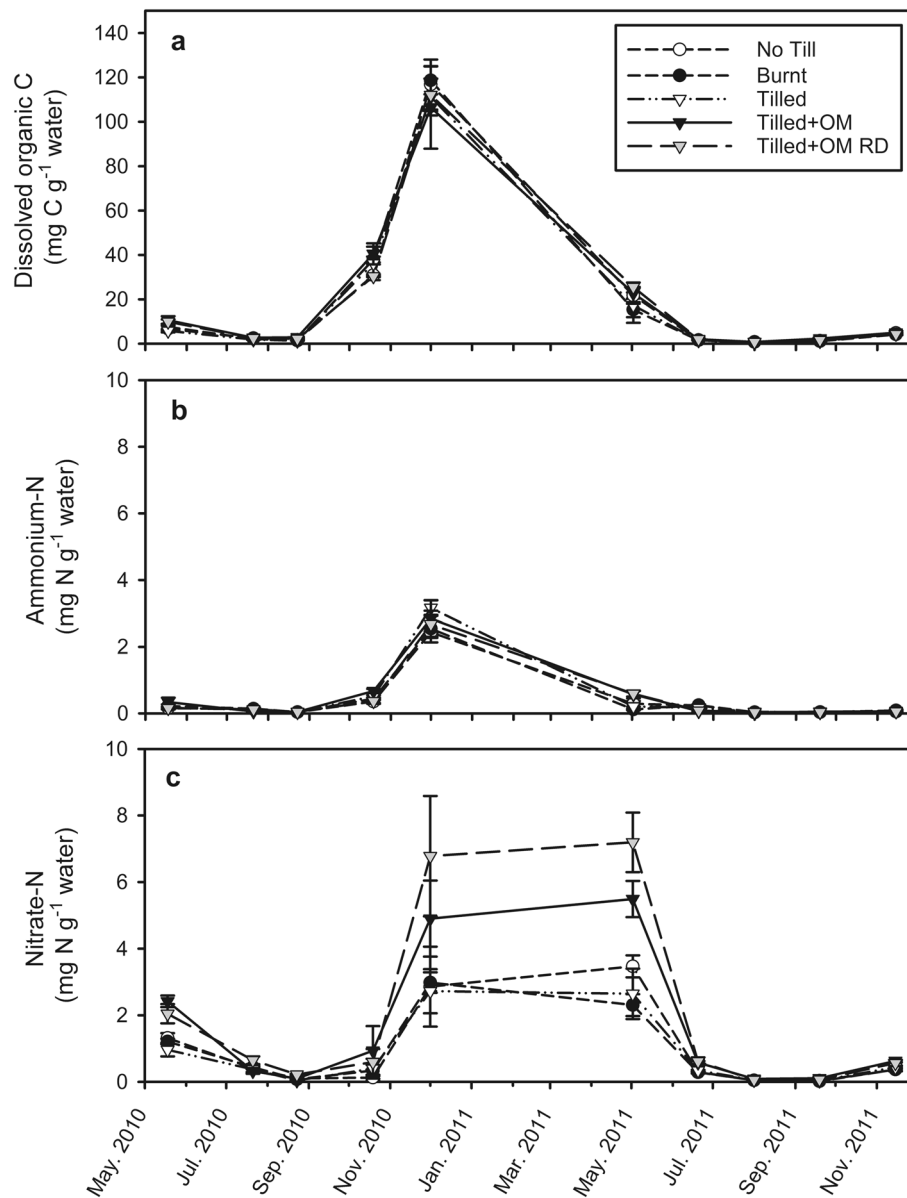 a
Dissolved organic C
(mg C g⁻¹ water)
140
120
100
80
60
40
20
0
No Till
Burnt
Tilled
Tilled+OM
Tilled+OM RD
b
Ammonium-N
(mg N g⁻¹ water)
10
8
6
4
2
0
c
Nitrate-N
(mg N g⁻¹ water)
10
8
6
4
2
0
May. 2010
Jul. 2010
Sep. 2010
Nov. 2010
Jan. 2011
Mar. 2011
May. 2011
Jul. 2011
Sep. 2011
Nov. 2011